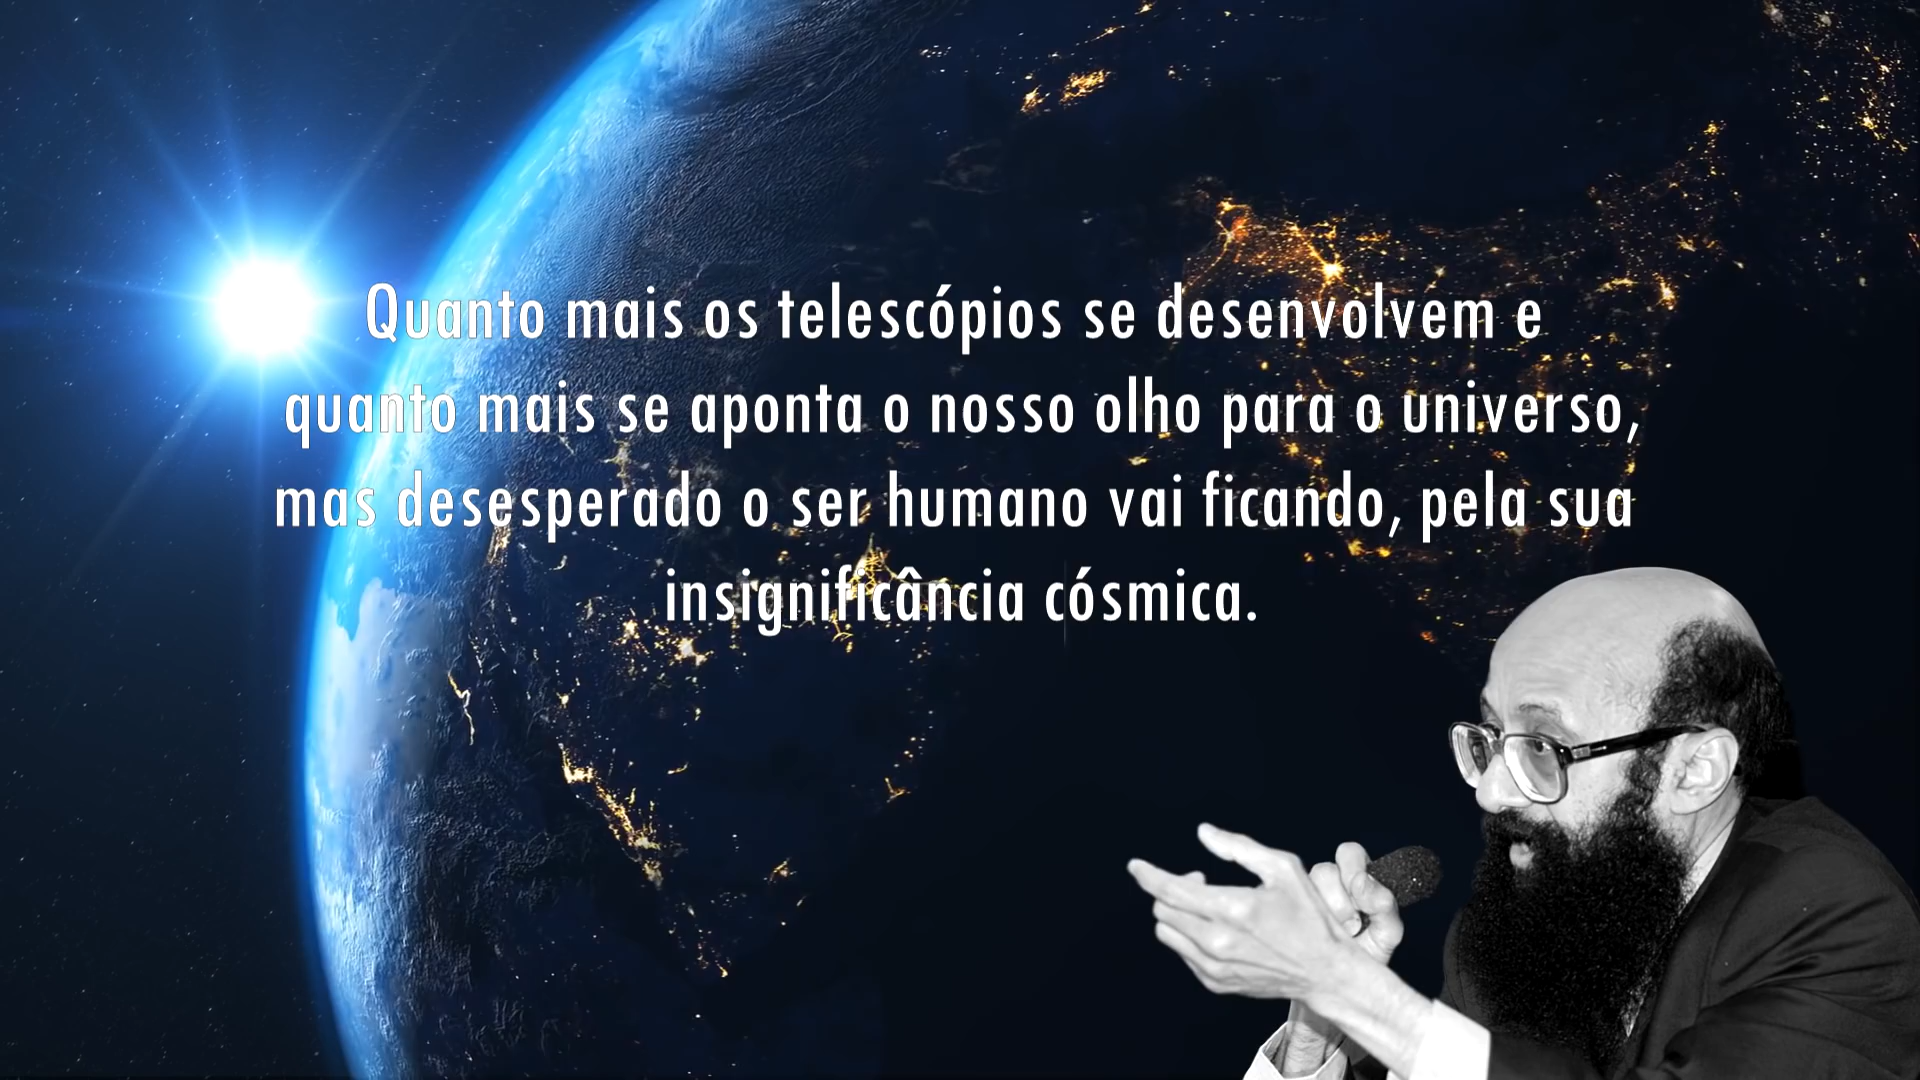 Quanto mais os telescópios se desenvolvem e
quanto mais se aponta o nosso olho para o universo,
mas desesperado o ser humano vai ficando, pela sua
insignificância cósmica.